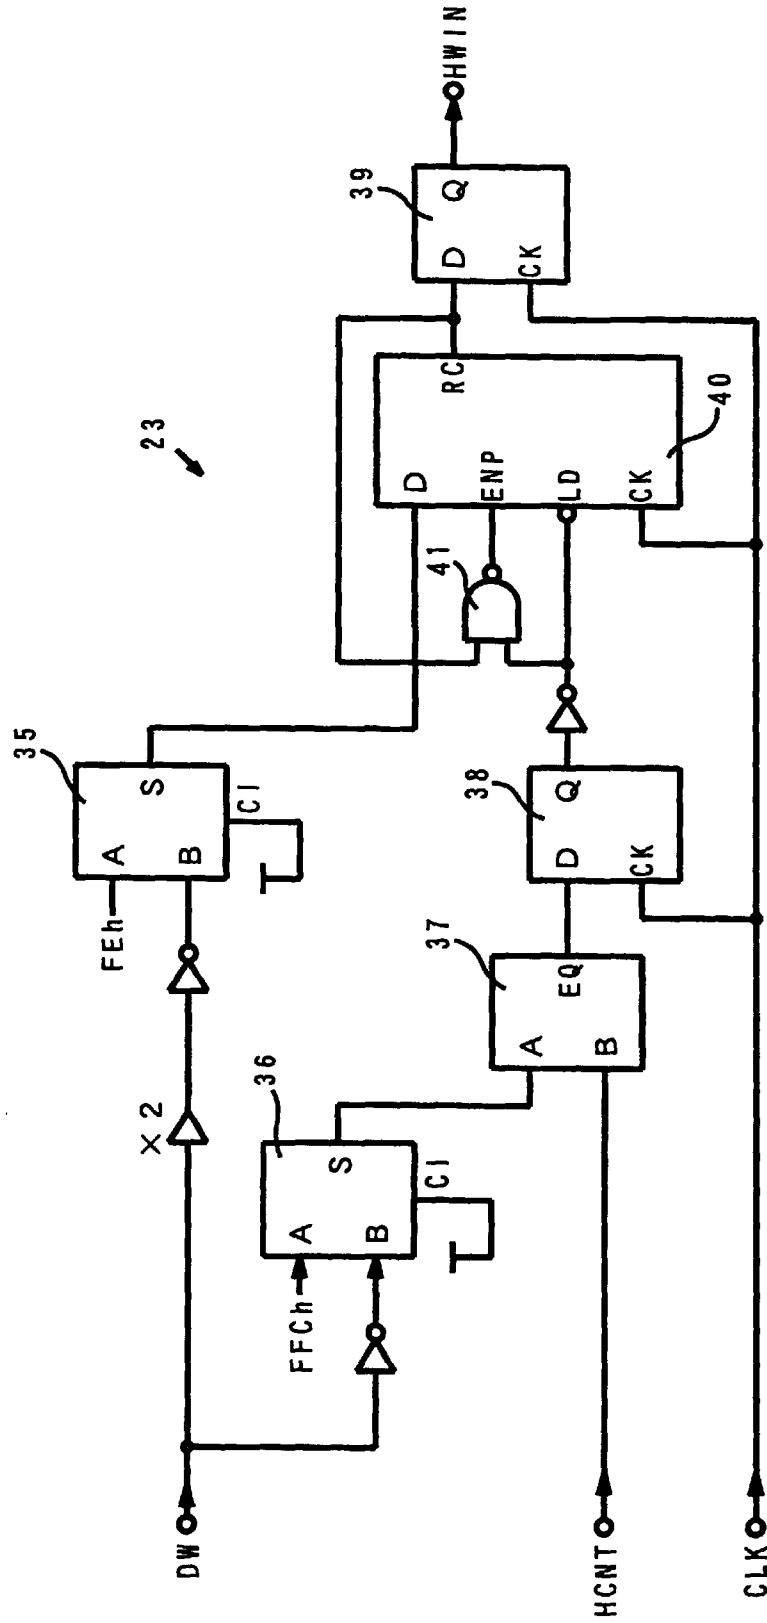 23
DW
× 2
FEh
A
B
S
CI
35
FFCh
A
B
S
CI
36
HCNT
A
B
EQ
37
D
Q
CK
38
41
D
ENP
LD
CK
RC
40
D
Q
CK
39
HWIN
CLK